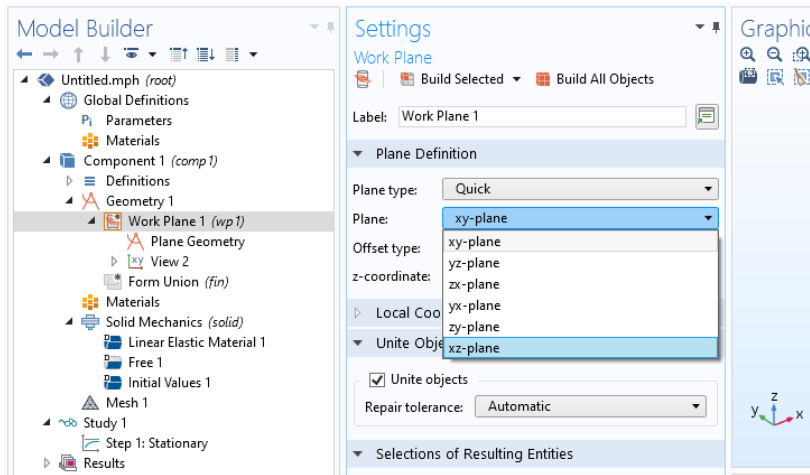 Model Builder
Untitled.mph (root)
Global Definitions
Pi Parameters
Materials
Component 1 (comp1)
Definitions
Geometry 1
Work Plane 1 (wp1)
Plane Geometry
xy View 2
Form Union (fin)
Materials
Solid Mechanics (solid)
Linear Elastic Material 1
Free 1
Initial Values 1
Mesh 1
Study 1
Step 1: Stationary
Results
Settings
Work Plane
Build Selected Build All Objects
Label: Work Plane 1
Plane Definition
Plane type: Quick
Plane: xy-plane
Offset type: xy-plane
z-coordinate: yz-plane
zx-plane
yx-plane
zy-plane
xz-plane
Local Coo
Unite Obje
Unite objects
Repair tolerance: Automatic
Selections of Resulting Entities
Graphic
z
y x